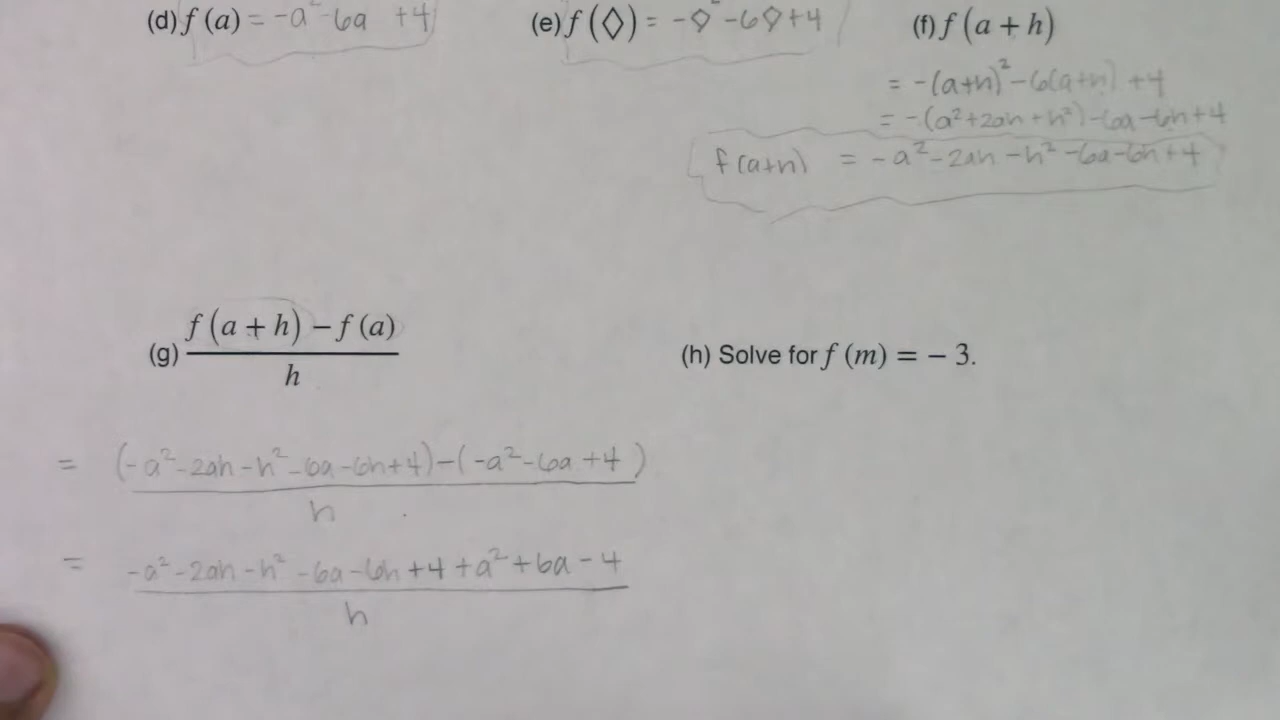 (d) f(a) = -a² -6a +4
(e) f(◊) = -◊² -6◊+4
(f) f(a + h)
= -(a+h)² -6(a+h) +4
= -(a²+2ah+h²)-6a-6h+4
f(a+h) = -a²-2ah-h²-6a-6h+4
(g) f(a + h) – f(a)
h
= (-a²-2ah-h²-6a-6h+4)-(-a²-6a+4)
h
= -a²-2ah-h²-6a-6h+4+a²+6a-4
h
(h) Solve for f(m) = – 3.